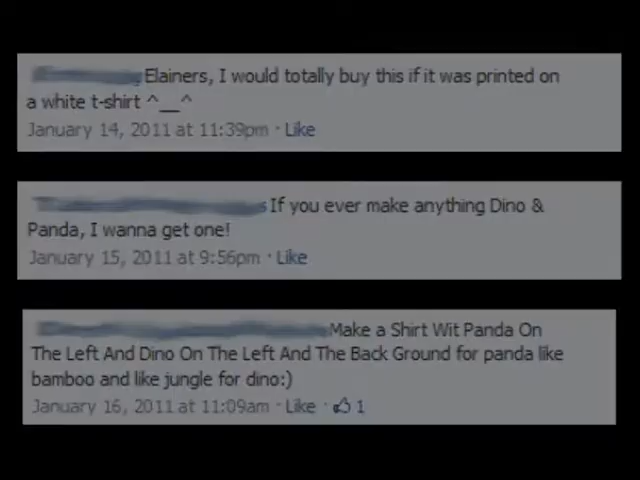 Elainers, I would totally buy this if it was printed on
a white t-shirt ^__^
January 14, 2011 at 11:39pm · Like
If you ever make anything Dino &
Panda, I wanna get one!
January 15, 2011 at 9:56pm · Like
Make a Shirt Wit Panda On
The Left And Dino On The Left And The Back Ground for panda like
bamboo and like jungle for dino:)
January 16, 2011 at 11:09am · Like · 1